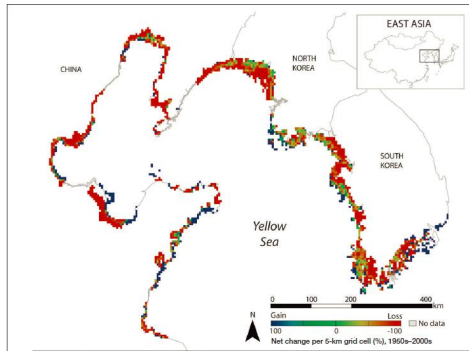 EAST ASIA
NORTH
KOREA
CHINA
SOUTH
KOREA
Yellow
Sea
0 100 200 300 400
km
N
Gain Loss
100 -100
No data
Net change per 5-km grid cell (%), 1960s–2000s